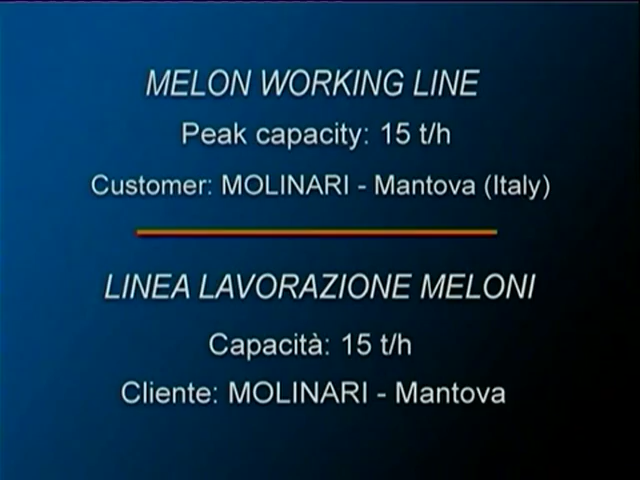 MELON WORKING LINE
Peak capacity: 15 t/h
Customer: MOLINARI - Mantova (Italy)
LINEA LAVORAZIONE MELONI
Capacità: 15 t/h
Cliente: MOLINARI - Mantova